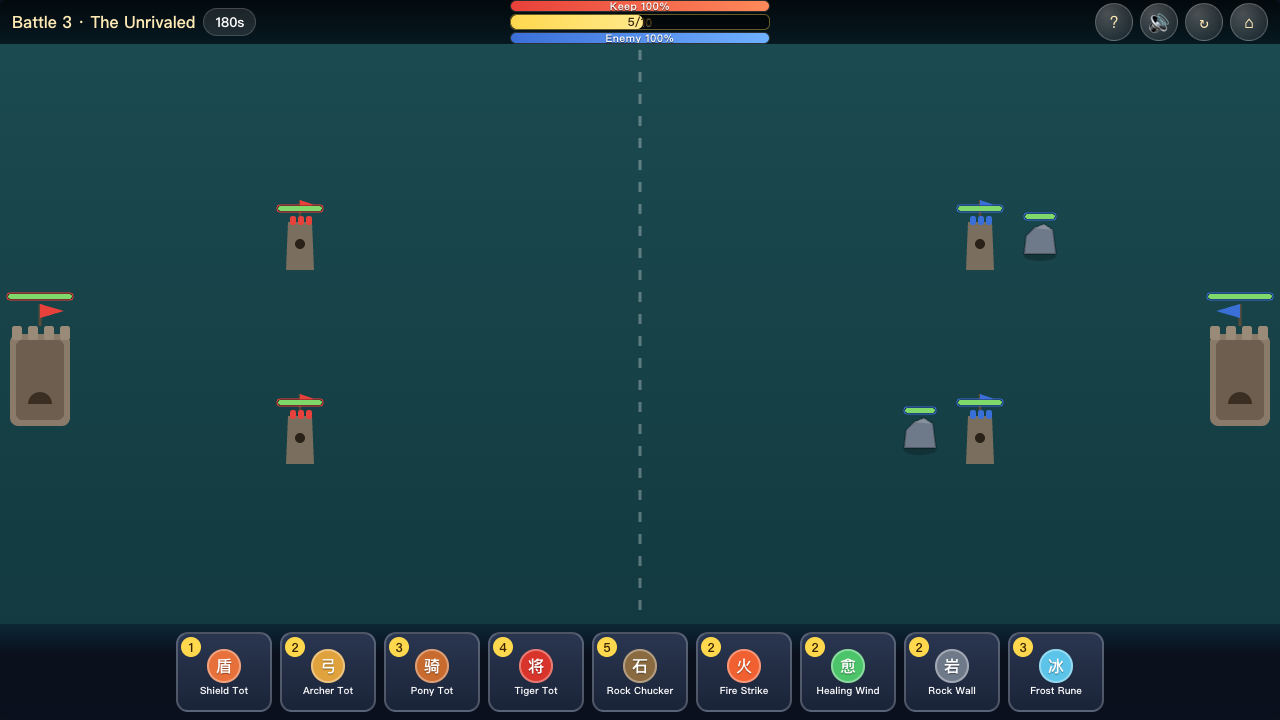 Battle 3 · The Unrivaled
180s
Keep 100%
5/10
Enemy 100%
?
1
盾
Shield Tot
2
弓
Archer Tot
3
骑
Pony Tot
4
将
Tiger Tot
5
石
Rock Chucker
2
火
Fire Strike
2
愈
Healing Wind
2
岩
Rock Wall
3
冰
Frost Rune